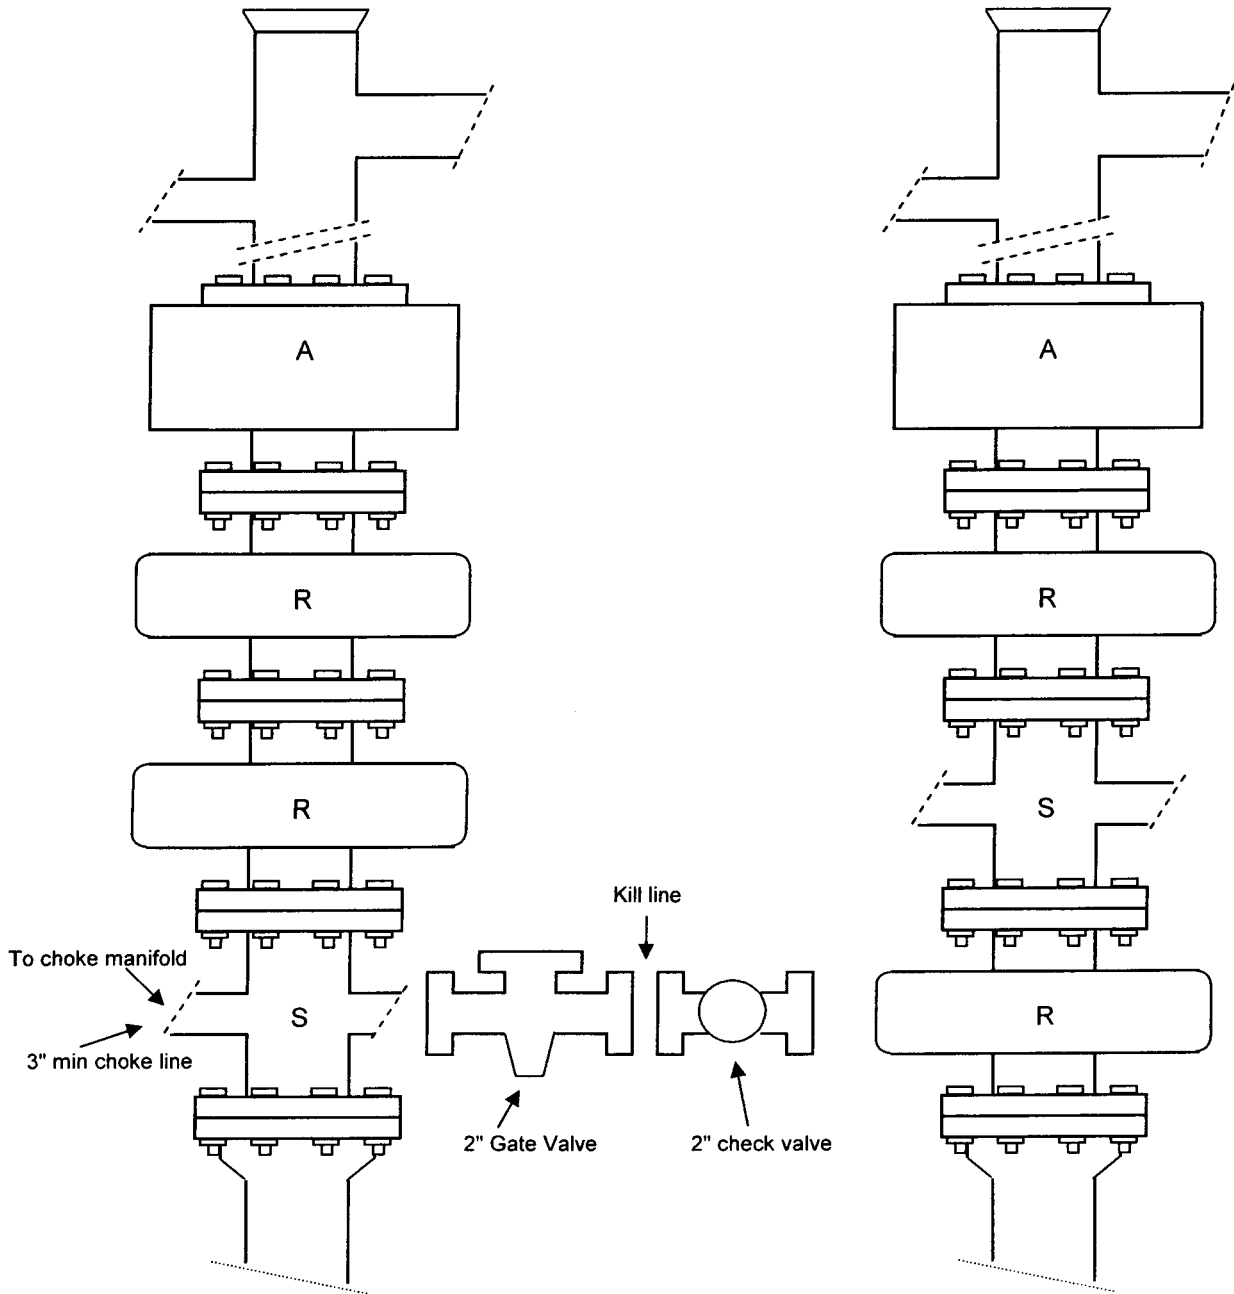 A
A
R
R
R
S
Kill line
To choke manifold
S
R
3" min choke line
2" Gate Valve
2" check valve